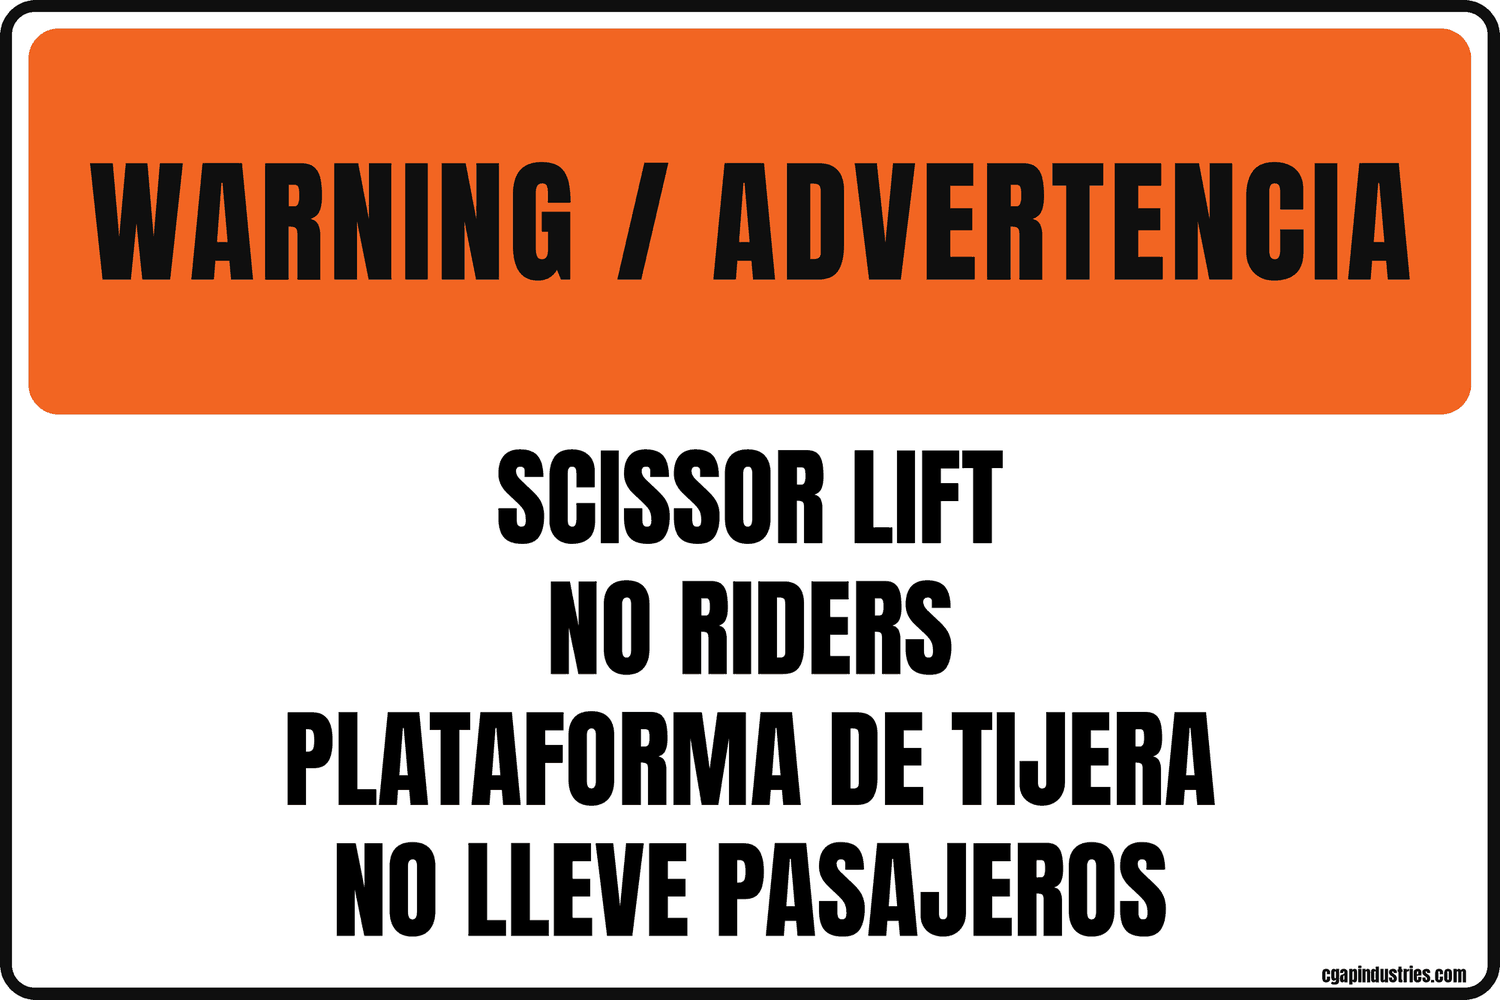 WARNING / ADVERTENCIA
SCISSOR LIFT
NO RIDERS
PLATAFORMA DE TIJERA
NO LLEVE PASAJEROS
cgapindustries.com